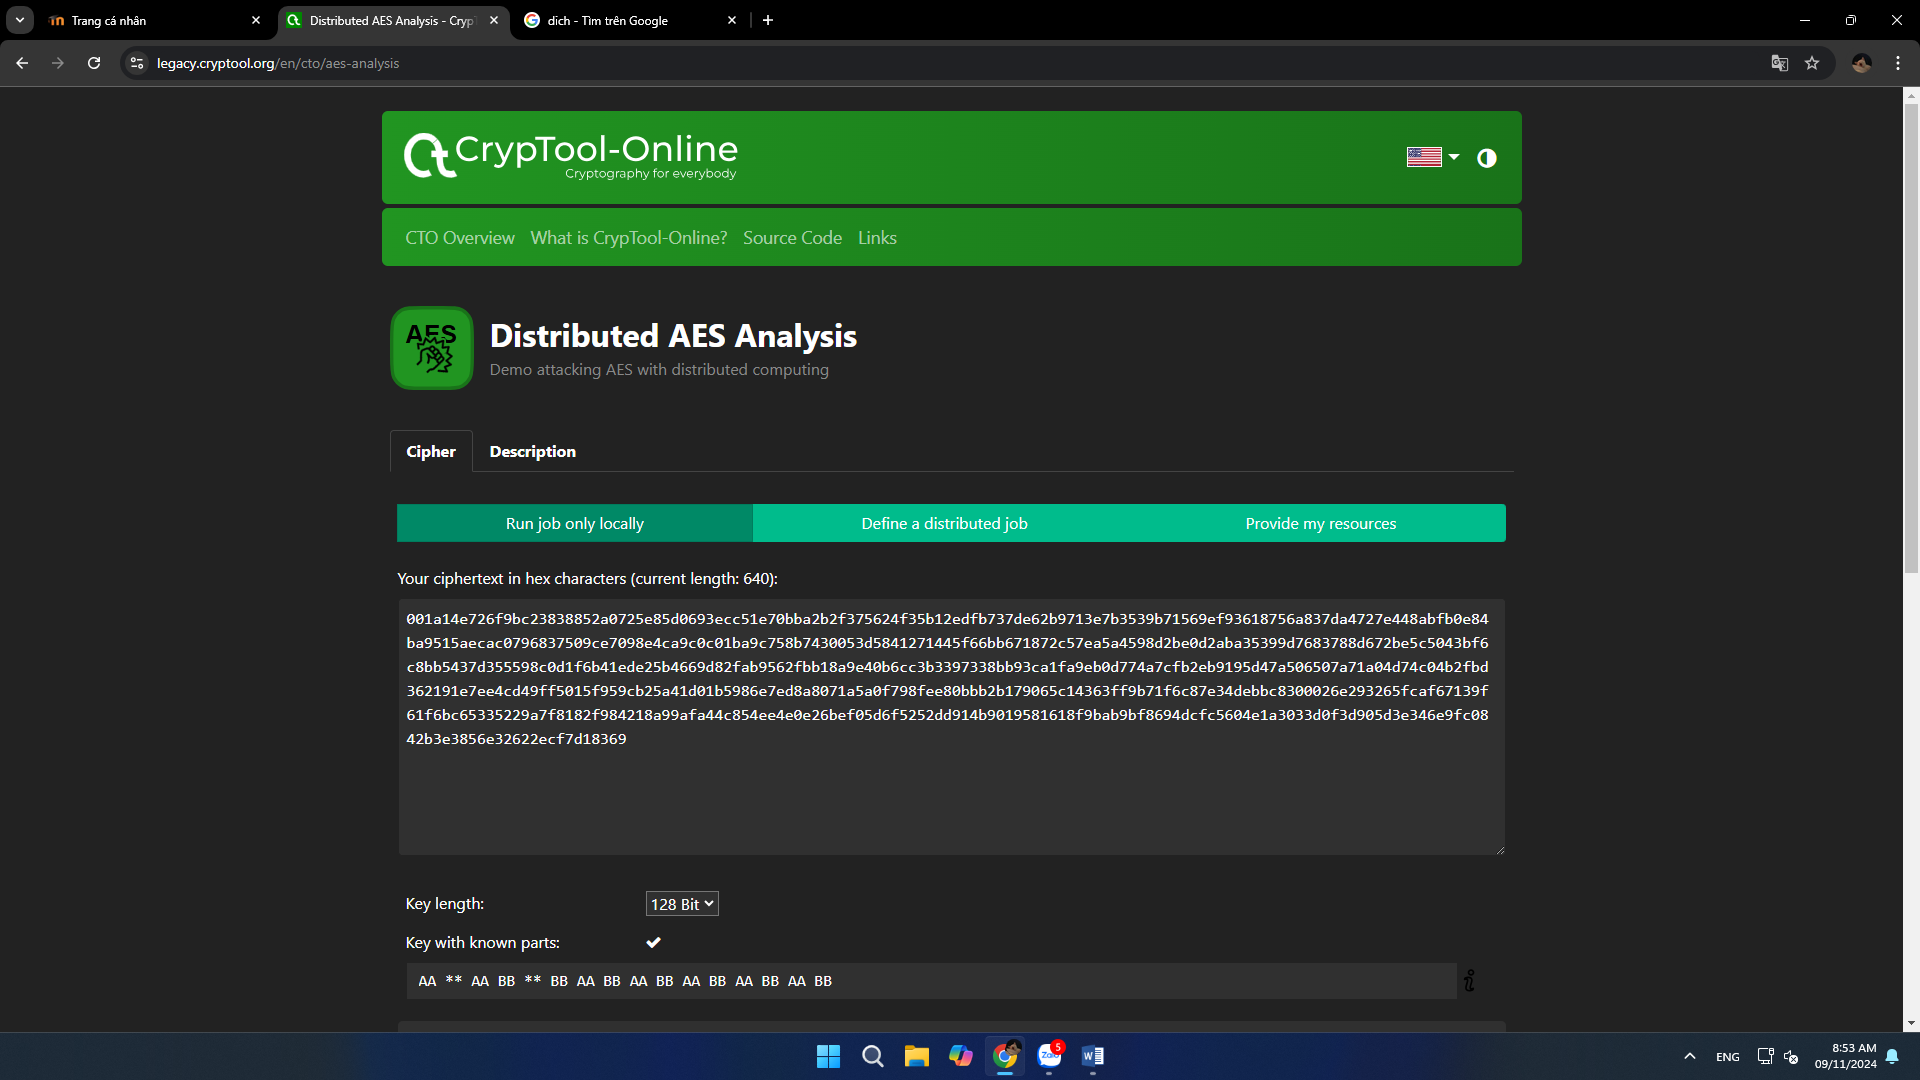 Trang cá nhân
Distributed AES Analysis - Cryp
dich - Tìm trên Google
legacy.cryptool.org/en/cto/aes-analysis
CrypTool-Online
Cryptography for everybody
CTO Overview What is CrypTool-Online? Source Code Links
AES
Distributed AES Analysis
Demo attacking AES with distributed computing
Cipher Description
Run job only locally Define a distributed job Provide my resources
Your ciphertext in hex characters (current length: 640):
001a14e726f9bc23838852a0725e85d0693ecc51e70bba2b2f375624f35b12edfb737de62b9713e7b3539b71569ef93618756a837da4727e448abfb0e84
ba9515aecac0796837509ce7098e4ca9c0c01ba9c758b7430053d5841271445f66bb671872c57ea5a4598d2be0d2aba35399d7683788d672be5c5043bf6
c8bb5437d355598c0d1f6b41ede25b4669d82fab9562fbb18a9e40b6cc3b3397338bb93ca1fa9eb0d774a7cfb2eb9195d47a506507a71a04d74c04b2fbd
362191e7ee4cd49ff5015f959cb25a41d01b5986e7ed8a8071a5a0f798fee80bbb2b179065c14363ff9b71f6c87e34debbc8300026e293265fcaf67139f
61f6bc65335229a7f8182f984218a99afa44c854ee4e0e26bef05d6f5252dd914b9019581618f9bab9bf8694dcfc5604e1a3033d0f3d905d3e346e9fc08
42b3e3856e32622ecf7d18369
Key length: 128 Bit
Key with known parts:
AA ** AA BB ** BB AA BB AA BB AA BB AA BB AA BB
5
Zalo
ENG
8:53 AM
09/11/2024